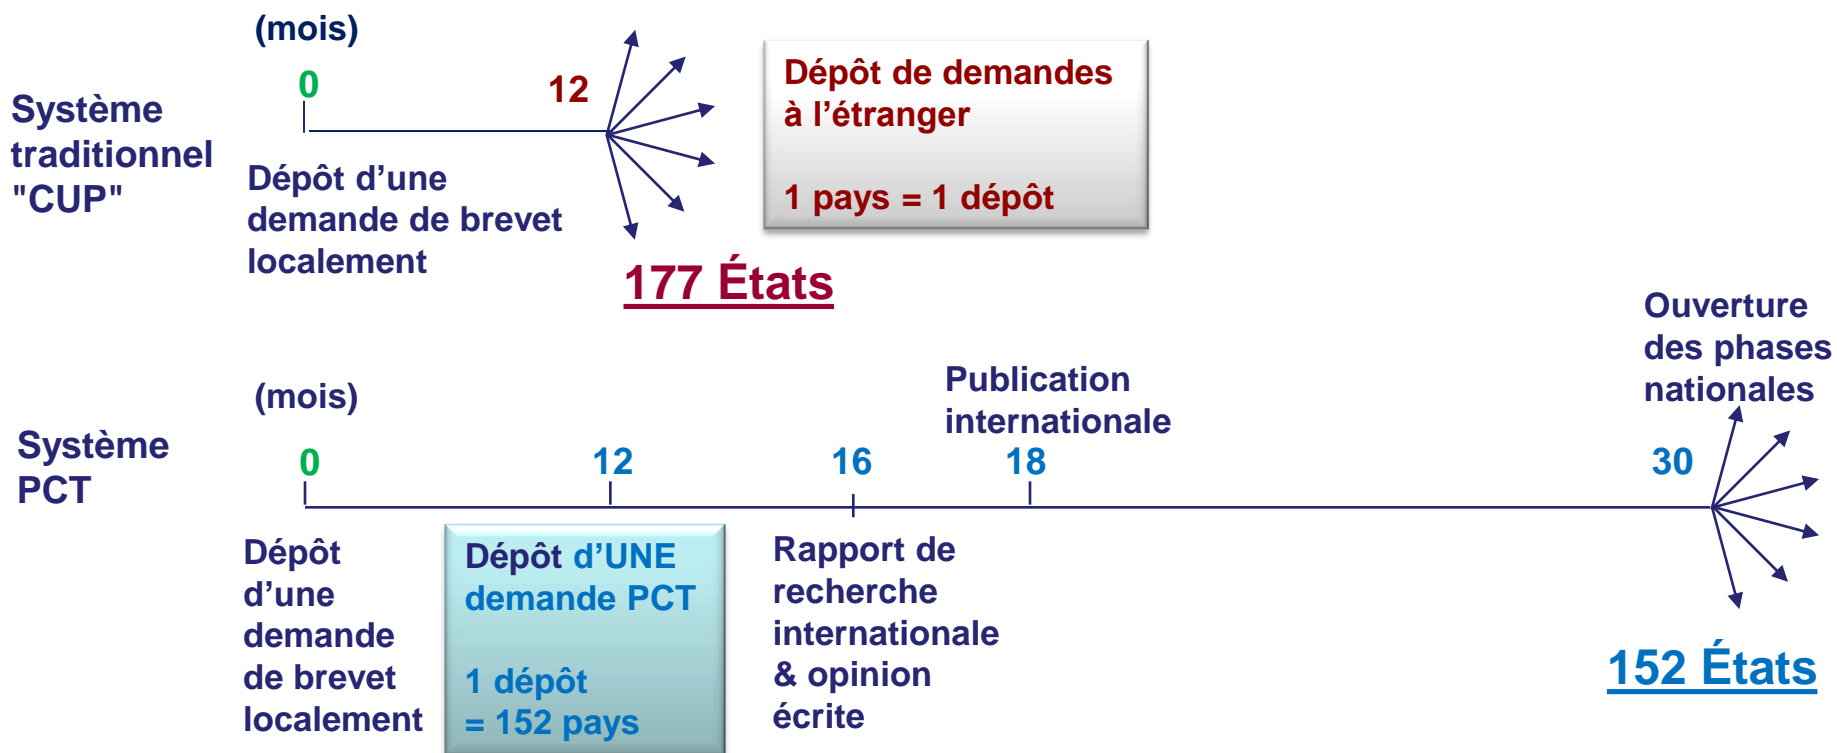 (mois)
0
12
Système
traditionnel
"CUP"
Dépôt d’une
demande de brevet
localement
Dépôt de demandes
à l’étranger
1 pays = 1 dépôt
177 États
Ouverture
des phases
nationales
(mois)
Publication
internationale
Système
PCT
0
12
16
18
30
Dépôt
d’une
demande
de brevet
localement
Dépôt d’UNE
demande PCT
1 dépôt
= 152 pays
Rapport de
recherche
internationale
& opinion
écrite
152 États